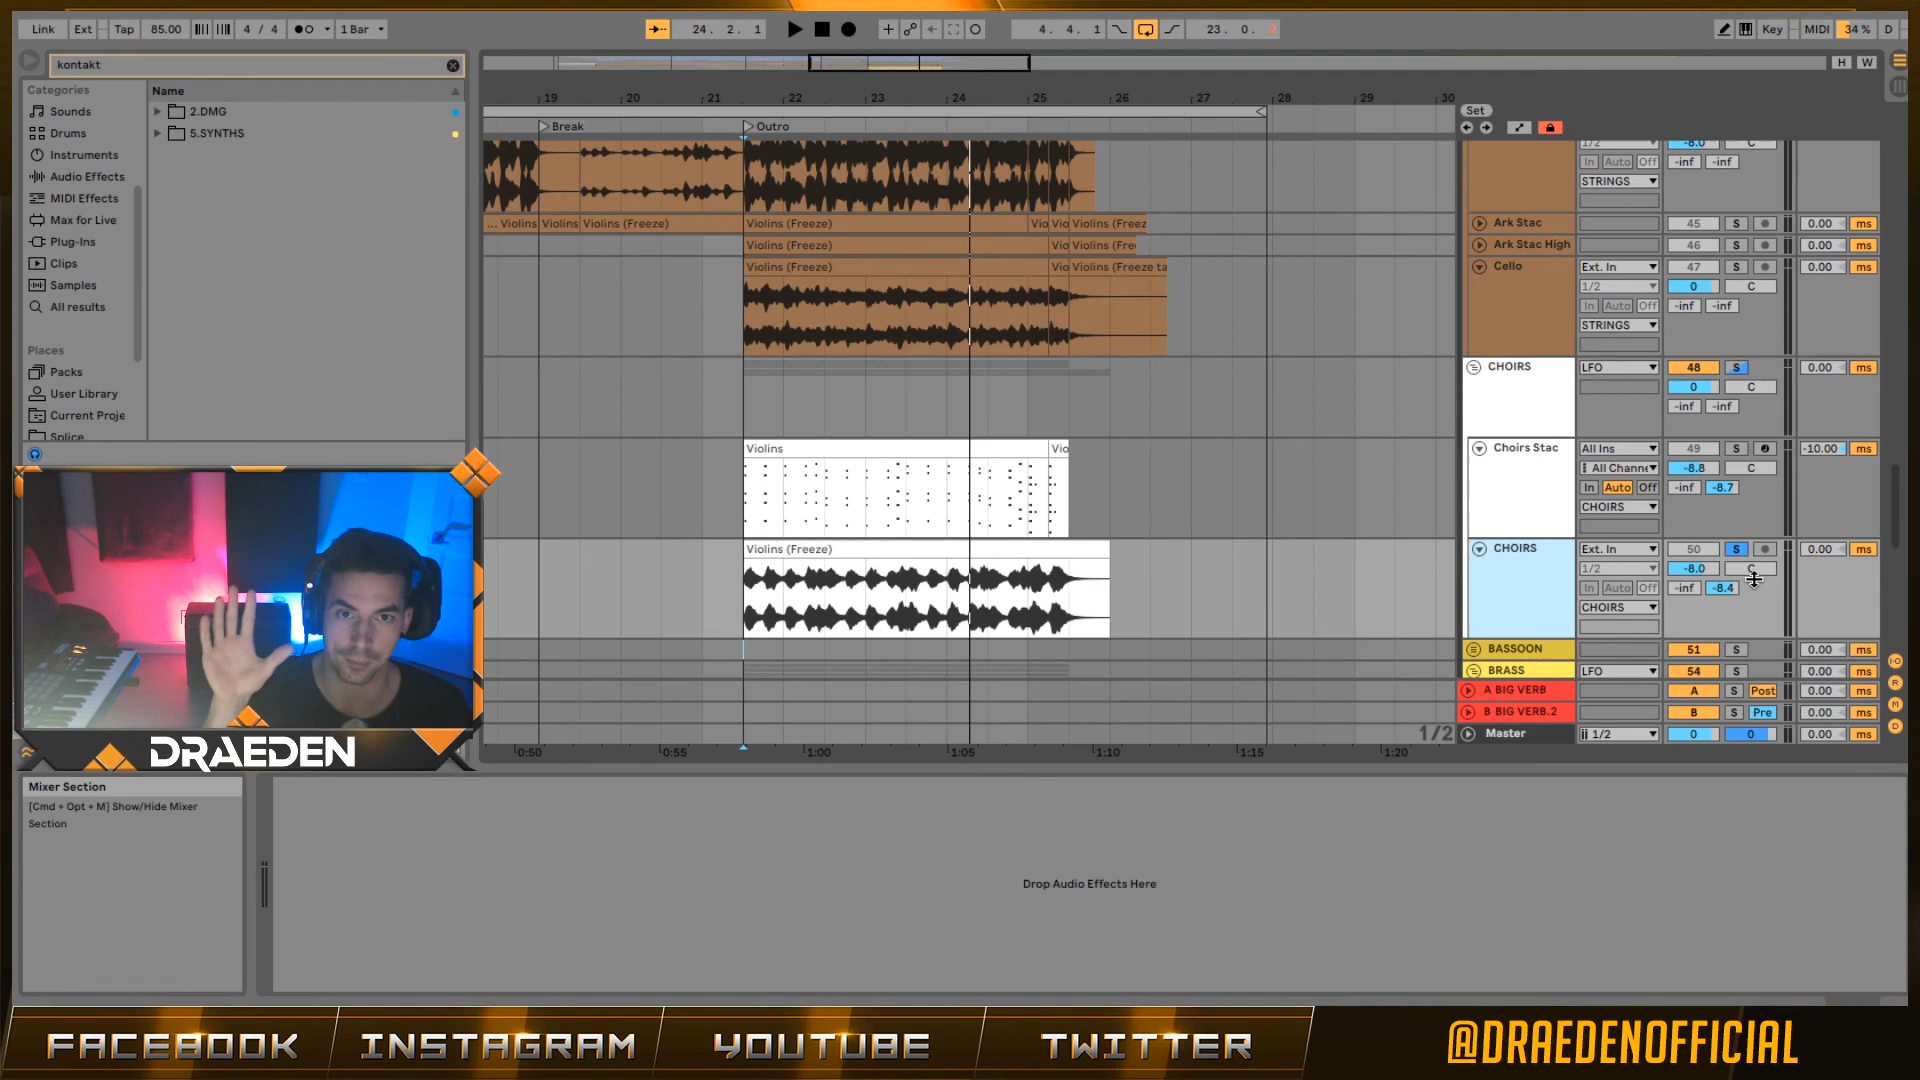 Link Ext Tap 85.00 4 / 4 1 Bar 24. 2. 1 4. 4. 1 23. 0. Key MIDI 34 % D
kontakt
H W
Categories Name
Sounds 2.DMG
Drums 5.SYNTHS
Instruments
Audio Effects
MIDI Effects
Max for Live
Plug-Ins
Clips
Samples
All results
Places
Packs
User Library
Current Proje
Splice
19 20 21 22 23 24 25 26 27 28 29 30
Set
Break Outro
1/2 -8.0 C
In Auto Off -inf -inf
STRINGS
... Violins Violins Violins (Freeze) Violins (Freeze) Vio Vio Violins (Freez Ark Stac 45 S 0.00 ms
Violins (Freeze) Vio Violins (Fre Ark Stac High 46 S 0.00 ms
Violins (Freeze) Vio Violins (Freeze ta Cello Ext. In 47 S 0.00 ms
1/2 0 C
In Auto Off -inf -inf
STRINGS
CHOIRS LFO 48 S 0.00 ms
0 C
-inf -inf
Violins Vio Choirs Stac All Ins 49 S -10.00 ms
All Channe -8.8 C
In Auto Off -inf -8.7
CHOIRS
Violins (Freeze) CHOIRS Ext. In 50 S 0.00 ms
1/2 -8.0 C
In Auto Off -inf -8.4
CHOIRS
BASSOON 51 S 0.00 ms
BRASS LFO 54 S 0.00 ms
A BIG VERB A S Post 0.00 ms
B BIG VERB.2 B S Pre 0.00 ms
1/2 Master 1/2 0 0 0.00 ms
0:50 0:55 1:00 1:05 1:10 1:15 1:20
DRAEDEN
Mixer Section
[Cmd + Opt + M] Show/Hide Mixer
Section
Drop Audio Effects Here
FACEBOOK INSTAGRAM YOUTUBE TWITTER @DRAEDENOFFICIAL